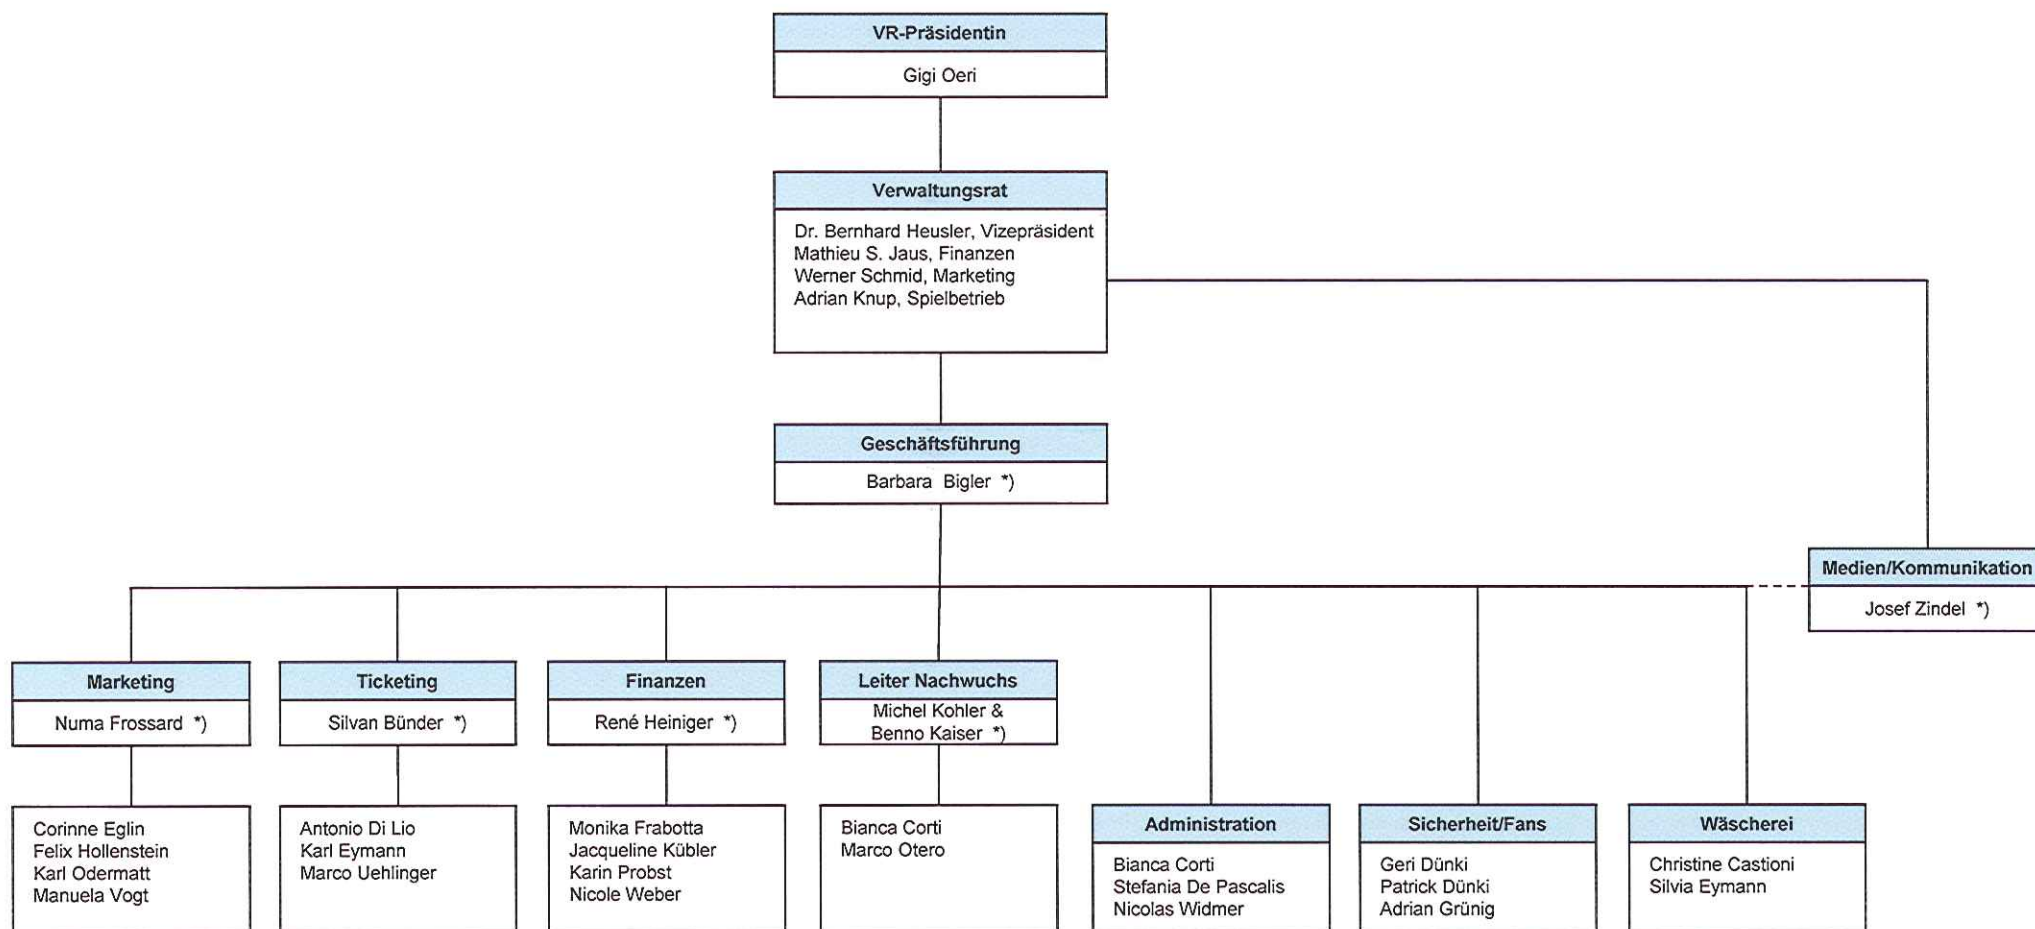 VR-Präsidentin
Gigi Oeri
Verwaltungsrat
Dr. Bernhard Heusler, Vizepräsident
Mathieu S. Jaus, Finanzen
Werner Schmid, Marketing
Adrian Knup, Spielbetrieb
Geschäftsführung
Barbara Bigler *)
Medien/Kommunikation
Josef Zindel *)
Marketing
Numa Frossard *)
Corinne Eglin
Felix Hollenstein
Karl Odermatt
Manuela Vogt
Ticketing
Silvan Bünder *)
Antonio Di Lio
Karl Eymann
Marco Uehlinger
Finanzen
René Heiniger *)
Monika Frabotta
Jacqueline Kübler
Karin Probst
Nicole Weber
Leiter Nachwuchs
Michel Kohler &
Benno Kaiser *)
Bianca Corti
Marco Otero
Administration
Bianca Corti
Stefania De Pascalis
Nicolas Widmer
Sicherheit/Fans
Geri Dünki
Patrick Dünki
Adrian Grünig
Wäscherei
Christine Castioni
Silvia Eymann